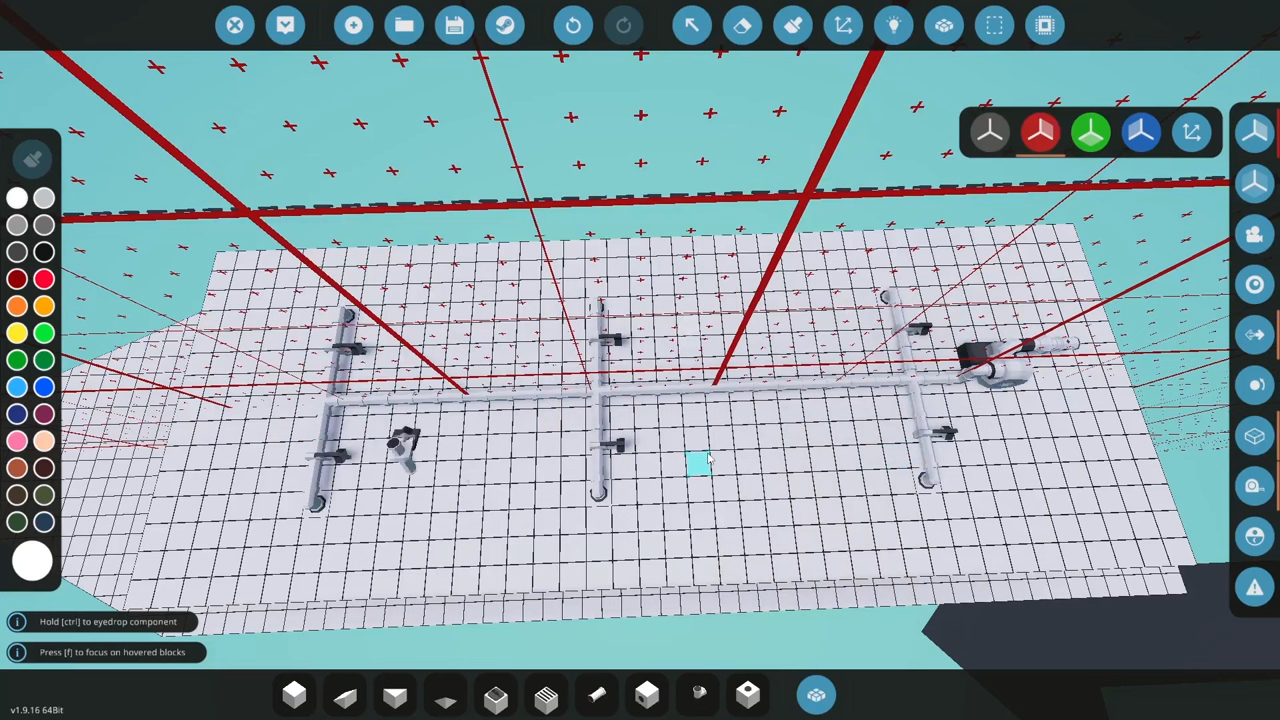 Hold [ctrl] to eyedrop component
Press [f] to focus on hovered blocks
v1.9.16 64Bit